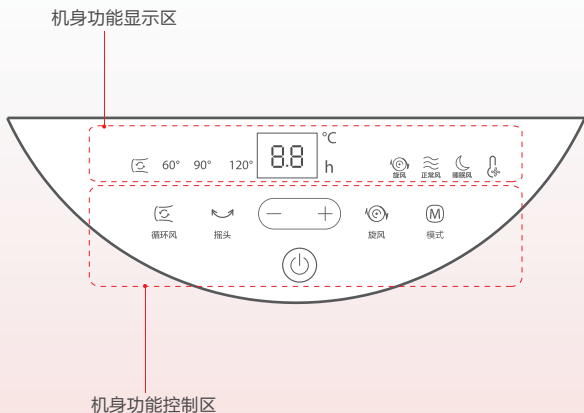 机身功能显示区
60° 90° 120° 8.8 °C h
旋风 正常风 睡眠风
循环风 摇头 − + 旋风 M 模式
机身功能控制区